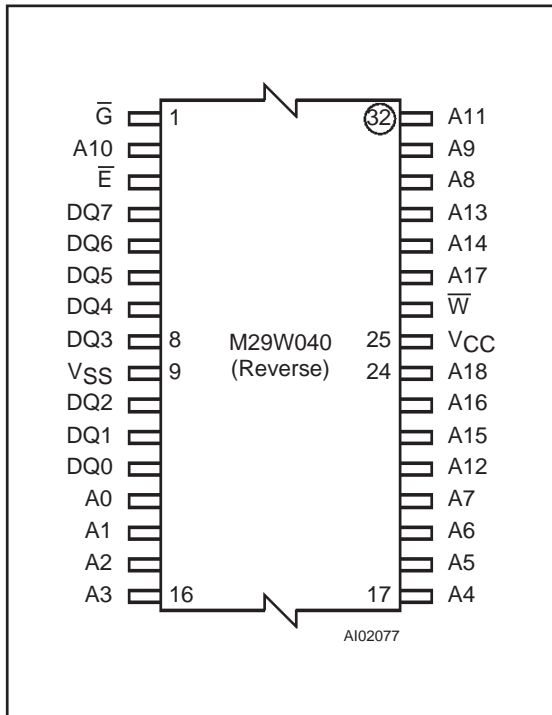 G̅ 1 32 A11
A10 A9
E̅ A8
DQ7 A13
DQ6 A14
DQ5 A17
DQ4 W̅
DQ3 8 M29W040 25 VCC
VSS 9 (Reverse) 24 A18
DQ2 A16
DQ1 A15
DQ0 A12
A0 A7
A1 A6
A2 A5
A3 16 17 A4
AI02077